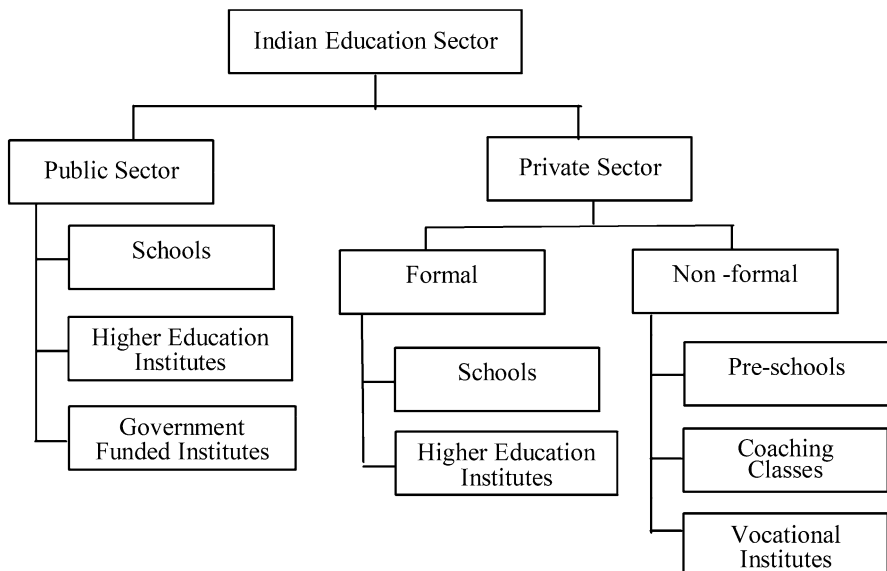 Indian Education Sector
Public Sector
Private Sector
Schools
Higher Education
Institutes
Government
Funded Institutes
Formal
Non -formal
Schools
Higher Education
Institutes
Pre-schools
Coaching
Classes
Vocational
Institutes